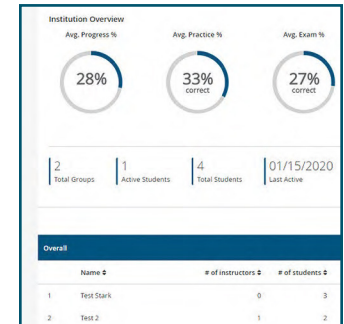 Institution Overview
Avg. Progress % Avg. Practice % Avg. Exam %
28% 33% 27%
correct correct
2 1 4 01/15/2020
Total Groups Active Students Total Students Last Active
Overall
Name # of instructors # of students
1 Test Stark 0 3
2 Test 2 1 2